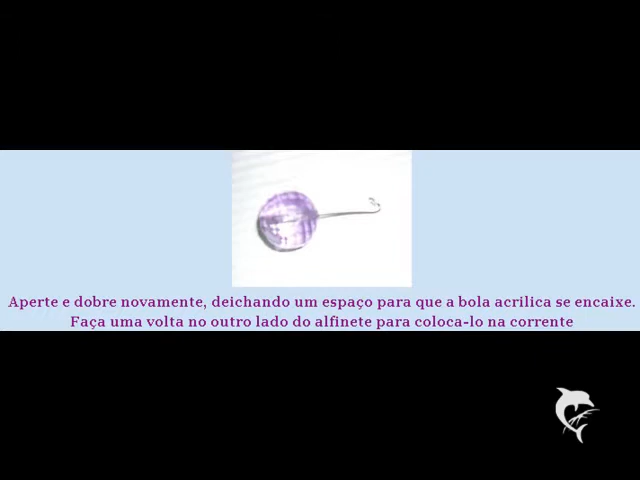 Aperte e dobre novamente, deichando um espaço para que a bola acrilica se encaixe.
Faça uma volta no outro lado do alfinete para coloca-lo na corrente